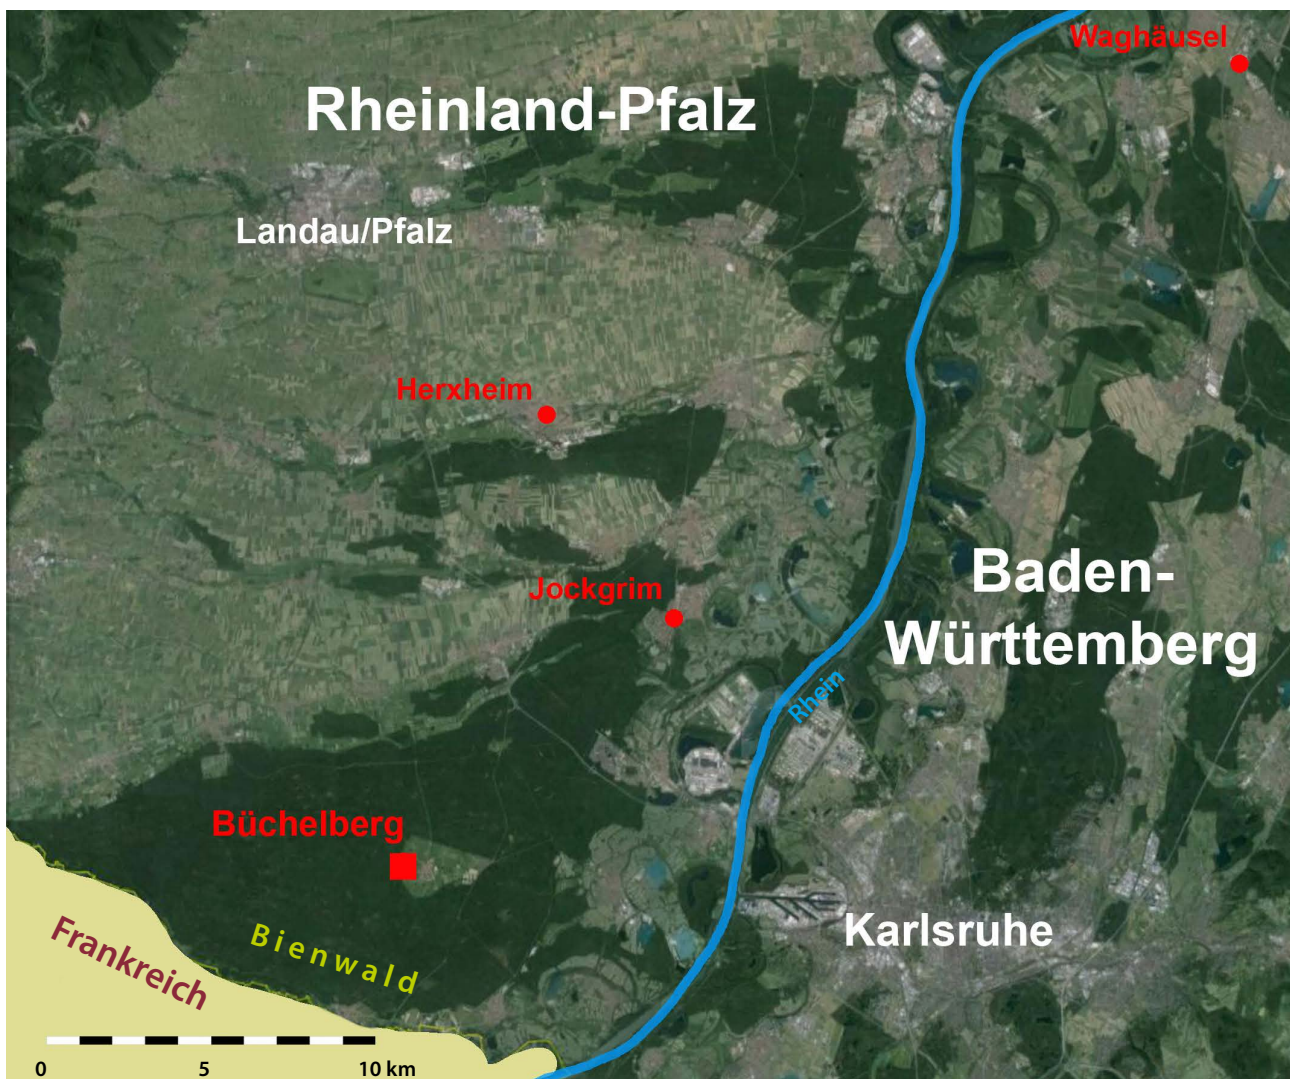 Waghäusel
Rheinland-Pfalz
Landau/Pfalz
Herxheim
Baden-
Württemberg
Jockgrim
Rhein
Büchelberg
Karlsruhe
Frankreich
Bienwald
0 5 10 km